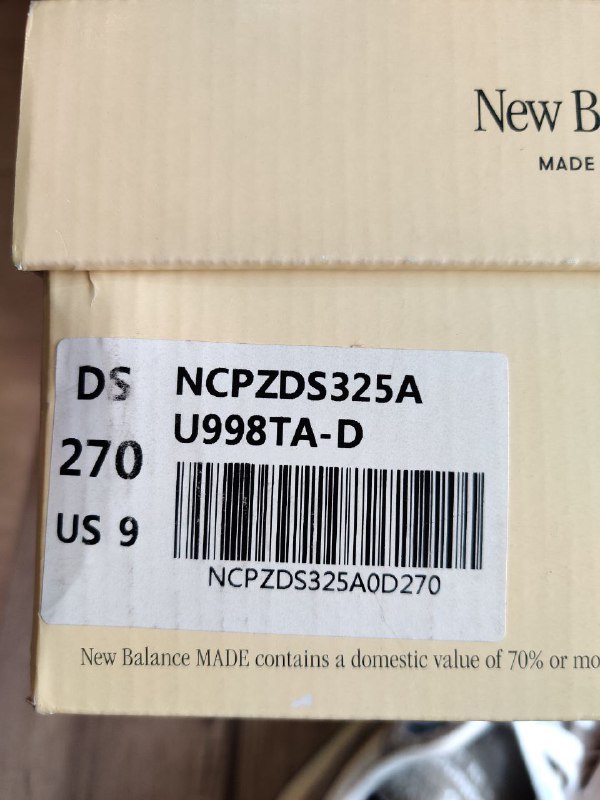 New B
MADE
DS
NCPZDS325A
U998TA-D
270
US 9
NCPZDS325A0D270
New Balance MADE contains a domestic value of 70% or mo